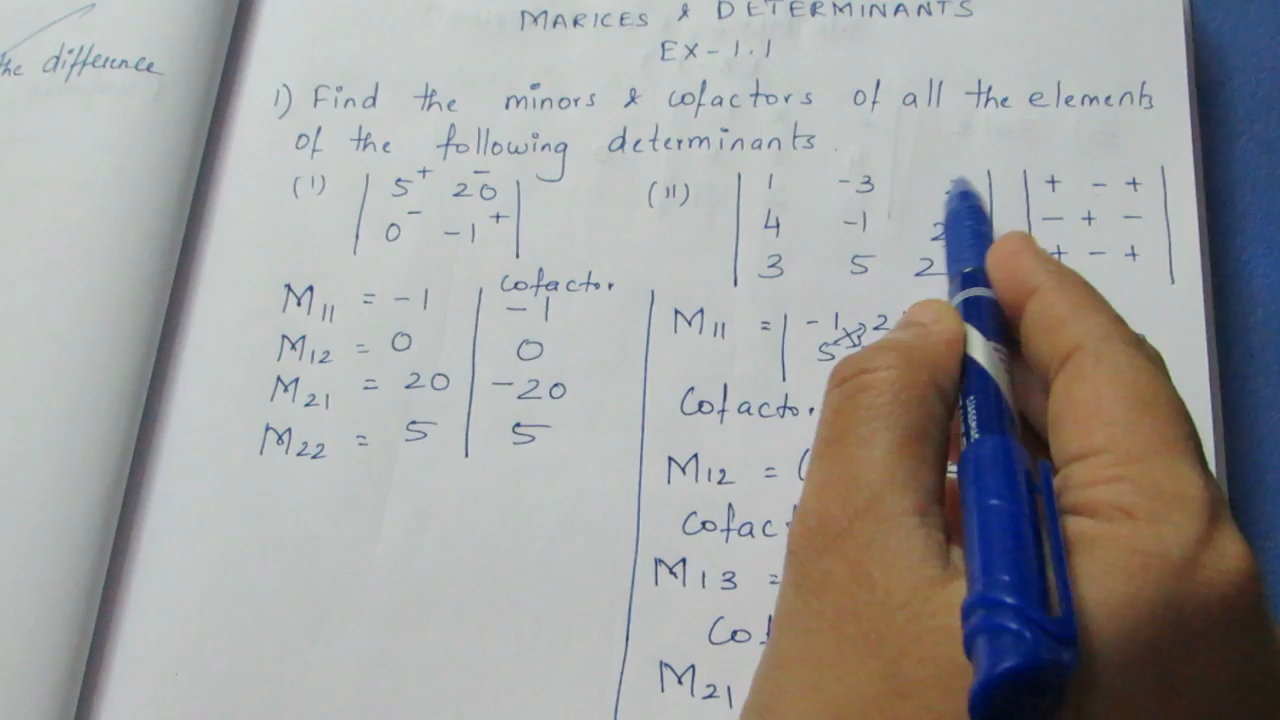 the difference
MARICES & DETERMINANTS
EX-1.1
1) Find the minors & cofactors of all the elements
of the following determinants.
(i) | 5⁺ 20⁻ |
| 0⁻ -1⁺ |
(ii) | 1 -3 |
| 4 -1 2
| 3 5 2
| + - + |
| - + - |
| + - + |
cofactor
M₁₁ = -1 | -1
M₁₂ = 0 | 0
M₂₁ = 20 | -20
M₂₂ = 5 | 5
M₁₁ = | -1 2
5
Cofactor
M₁₂ = (
Cofac
M₁₃ =
Cof
M₂₁